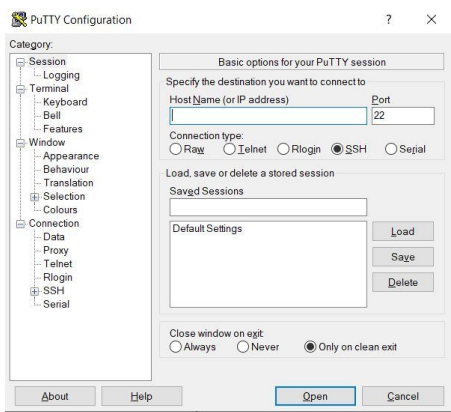 PuTTY Configuration
?
Category:
Session
Logging
Terminal
Keyboard
Bell
Features
Window
Appearance
Behaviour
Translation
Selection
Colours
Connection
Data
Proxy
Telnet
Rlogin
SSH
Serial
Basic options for your PuTTY session
Specify the destination you want to connect to
Host Name (or IP address) Port
22
Connection type:
Raw Telnet Rlogin SSH Serial
Load, save or delete a stored session
Saved Sessions
Default Settings
Load
Save
Delete
Close window on exit:
Always Never Only on clean exit
About Help Open Cancel